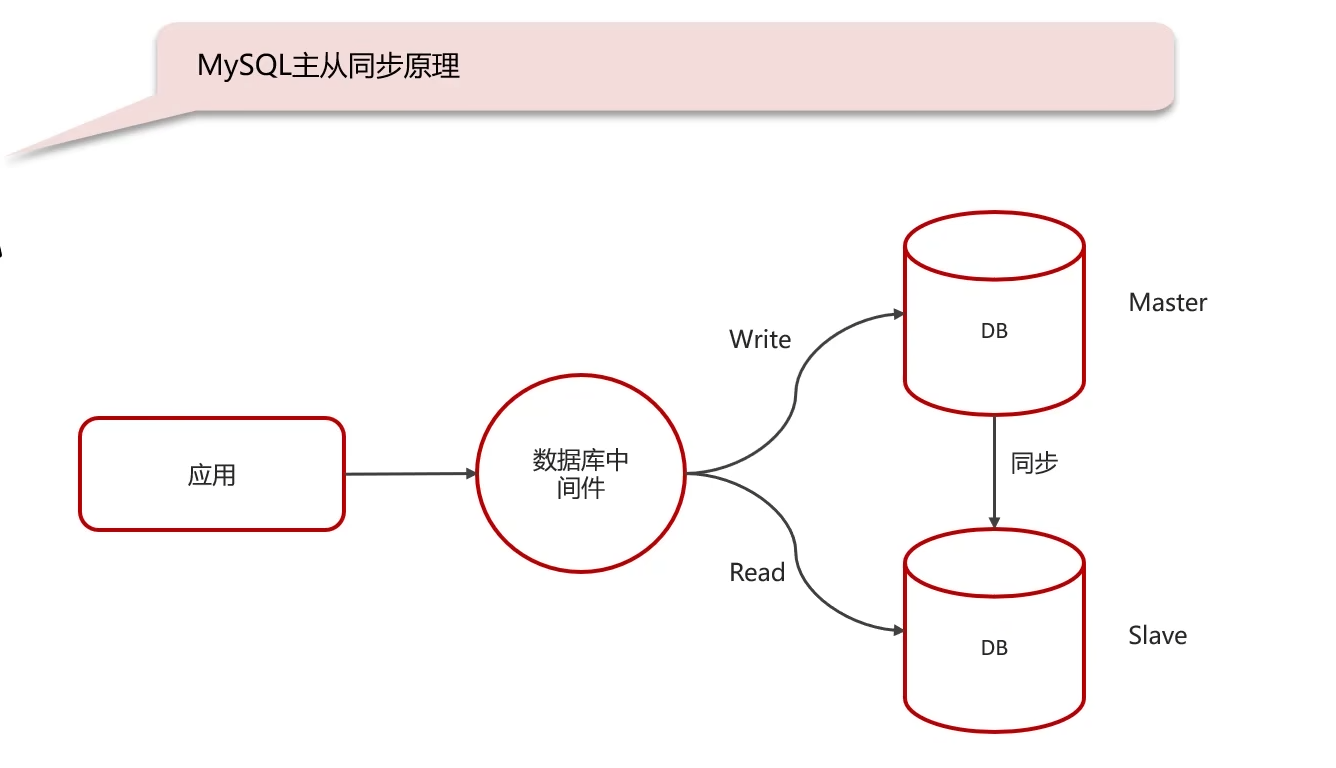 MySQL主从同步原理
Master
DB
Write
应用
数据库中
间件
同步
Read
Slave
DB